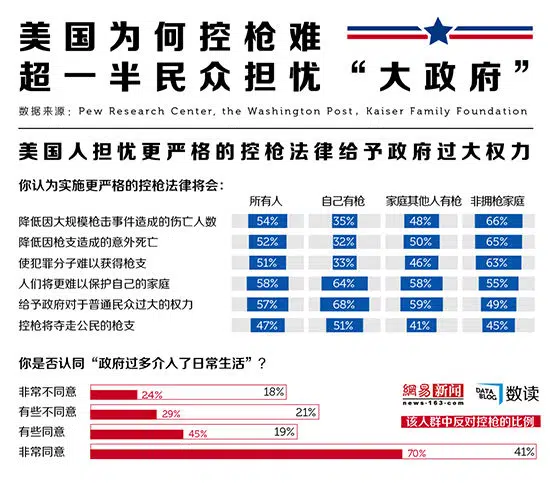 美国为何控枪难
超一半民众担忧“大政府”
数据来源：Pew Research Center, the Washington Post, Kaiser Family Foundation
美国人担忧更严格的控枪法律给予政府过大权力
你认为实施更严格的控枪法律将会：
所有人 自己有枪 家庭其他人有枪 非拥枪家庭
降低因大规模枪击事件造成的伤亡人数 54% 35% 48% 66%
降低因枪支造成的意外死亡 52% 32% 50% 65%
使犯罪分子难以获得枪支 51% 33% 46% 63%
人们将更难以保护自己的家庭 58% 64% 58% 55%
给予政府对于普通民众过大的权力 57% 68% 59% 49%
控枪将夺走公民的枪支 47% 51% 41% 45%
你是否认同“政府过多介入了日常生活”？
非常不同意 24% 18%
有些不同意 29% 21%
有些同意 45% 19%
非常同意 70% 41%
網易新闻
news·163·com
DATA BLOG 数读
该人群中反对控枪的比例